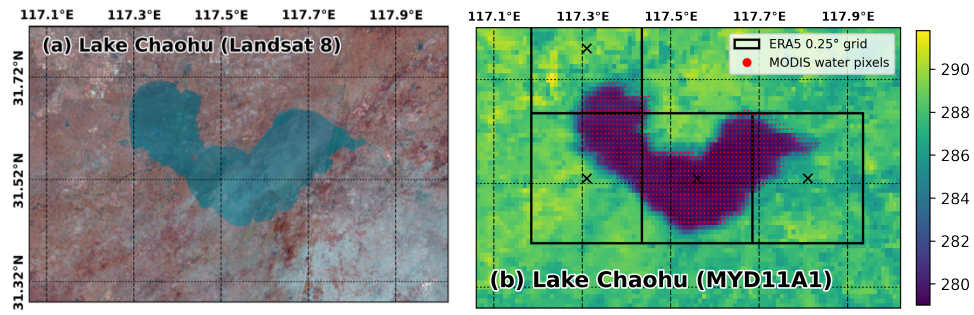 117.1°E 117.3°E 117.5°E 117.7°E 117.9°E
(a) Lake Chaohu (Landsat 8)
31.72°N
31.52°N
31.32°N
117.1°E 117.3°E 117.5°E 117.7°E 117.9°E
ERA5 0.25° grid
MODIS water pixels
(b) Lake Chaohu (MYD11A1)
290
288
286
284
282
280